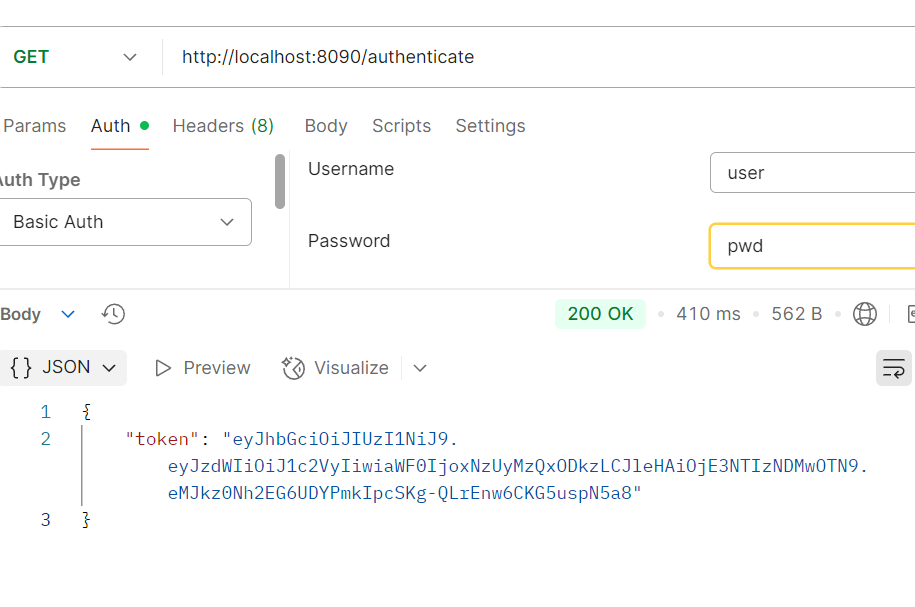 GET http://localhost:8090/authenticate
Params Auth Headers (8) Body Scripts Settings
Username user
uth Type
Basic Auth
Password pwd
Body 200 OK 410 ms 562 B
{} JSON Preview Visualize
1 {
2 "token": "eyJhbGciOiJIUzI1NiJ9.
eyJzdWIiOiJ1c2VyIiwiaWF0IjoxNzUyMzQxODkzLCJleHAiOjE3NTIzNDMwOTN9.
eMJkz0Nh2EG6UDYPmkIpcSKg-QLrEnw6CKG5uspN5a8"
3 }